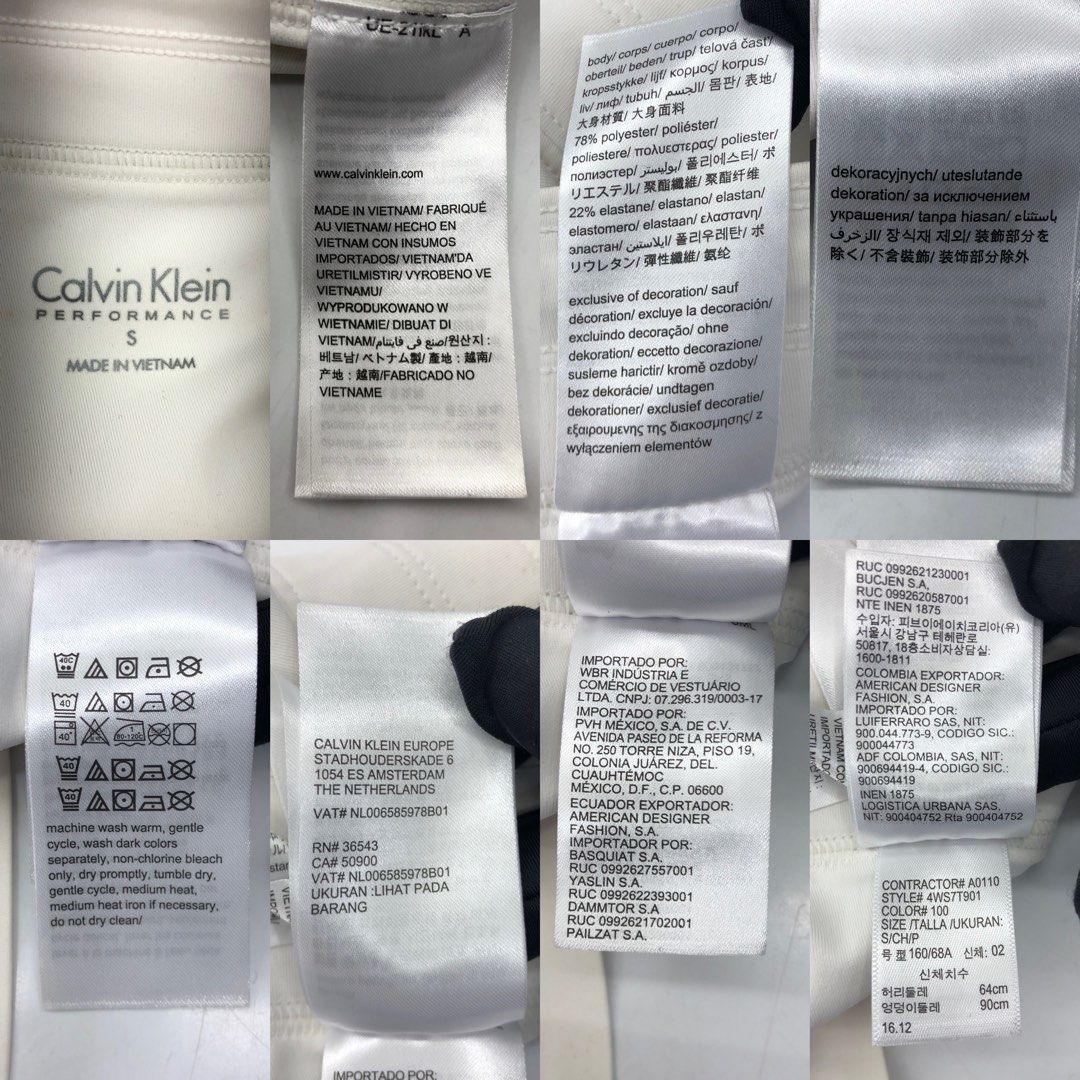 Calvin Klein
PERFORMANCE
S
MADE IN VIETNAM
www.calvinklein.com
MADE IN VIETNAM/ FABRIQUÉ
AU VIETNAM/ HECHO EN
VIETNAM CON INSUMOS
IMPORTADOS/ VIETNAM'DA
URETILMISTIR/ VYROBENO VE
VIETNAMU/
WYPRODUKOWANO W
WIETNAMIE/ DIBUAT DI
VIETNAM/صنع فى فايتنام/원산지 :
베트남/ ベトナム製/ 產地 : 越南/
产地 : 越南/FABRICADO NO
VIETNAME
body/ corps/ cuerpo/ corpo/
oberteil/ beden/ trup/ telová časť/
kropsstykke/ lijf/ κορμος/ korpus/
liv/ лиф/ tubuh/ الجسم/ 몸판/ 表地/
大身材質/ 大身面料
78% polyester/ poliéster/
poliestere/ πολυεστερας/ poliester/
полиэстер/ بوليستر/ 폴리에스터/ ポ
リエステル/ 聚酯纖維/ 聚酯纤维
22% elastane/ elastano/ elastan/
elastomero/ elastaan/ ελαστανη/
эластан/ ايلاستين/ 폴리우레탄/ ポ
リウレタン/ 彈性纖維/ 氨纶
exclusive of decoration/ sauf
décoration/ excluye la decoración/
excluindo decoração/ ohne
dekoration/ eccetto decorazione/
susleme harictir/ kromě ozdoby/
bez dekorácie/ undtagen
dekorationer/ exclusief decoratie/
εξαιρουμενης της διακοσμησης/ z
wyłączeniem elementów
dekoracyjnych/ uteslutande
dekoration/ за исключением
украшения/ tanpa hiasan/ باستثناء
الزخرف/ 장식재 제외/ 装飾部分を
除く/ 不含裝飾/ 装饰部分除外
machine wash warm, gentle
cycle, wash dark colors
separately, non-chlorine bleach
only, dry promptly, tumble dry,
gentle cycle, medium heat,
medium heat iron if necessary,
do not dry clean/
CALVIN KLEIN EUROPE
STADHOUDERSKADE 6
1054 ES AMSTERDAM
THE NETHERLANDS
VAT# NL006585978B01
RN# 36543
CA# 50900
VAT# NL006585978B01
UKURAN :LIHAT PADA
BARANG
IMPORTADO POR:
IMPORTADO POR:
WBR INDÚSTRIA E
COMÉRCIO DE VESTUÁRIO
LTDA. CNPJ: 07.296.319/0003-17
IMPORTADO POR:
PVH MÉXICO, S.A. DE C.V.
AVENIDA PASEO DE LA REFORMA
NO. 250 TORRE NIZA, PISO 19,
COLONIA JUÁREZ, DEL.
CUAUHTÉMOC
MÉXICO, D.F., C.P. 06600
ECUADOR EXPORTADOR:
AMERICAN DESIGNER
FASHION, S.A.
IMPORTADO POR:
BASQUIAT S.A.
RUC 0992627557001
YASLIN S.A.
RUC 0992622393001
DAMMTOR S.A
RUC 0992621702001
PAILZAT S.A.
RUC 0992621230001
BUCJEN S.A,
RUC 0992620587001
NTE INEN 1875
수입자: 피브이에이치코리아(유)
서울시 강남구 테헤란로
50817, 18층소비자상담실:
1600-1811
COLOMBIA EXPORTADOR:
AMERICAN DESIGNER
FASHION, S.A.
IMPORTADO POR:
LUIFERRARO SAS, NIT:
900.044.773-9, CODIGO SIC.:
900044773
ADF COLOMBIA, SAS, NIT:
900694419-4, CODIGO SIC.:
900694419
INEN 1875
LOGISTICA URBANA SAS,
NIT: 900404752 Rta 900404752
CONTRACTOR# A0110
STYLE# 4WS7T901
COLOR# 100
SIZE /TALLA /UKURAN:
S/CH/P
号 型 160/68A 신체: 02
신체치수
허리둘레 64cm
엉덩이둘레 90cm
16.12